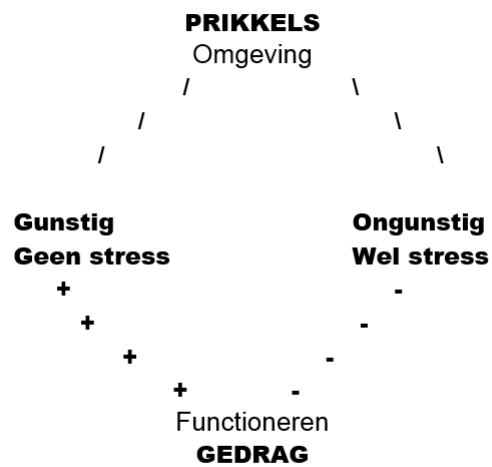 PRIKKELS
Omgeving
/ \
/ \
/ \
Gunstig Ongunstig
Geen stress Wel stress
+ -
+ -
+ -
+ -
Functioneren
GEDRAG